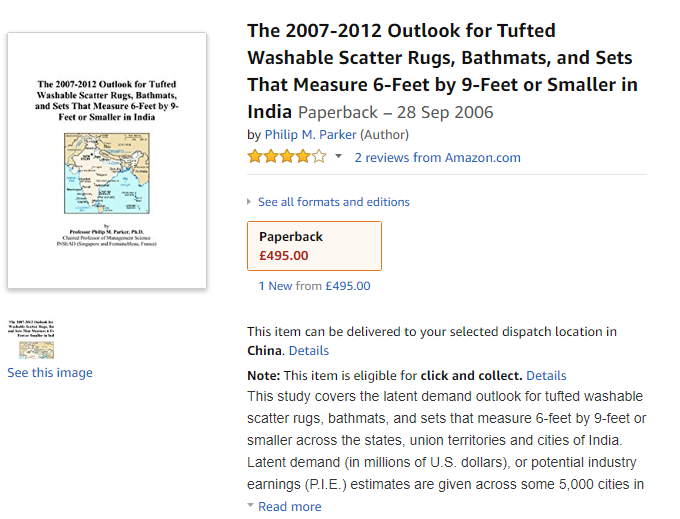 The 2007-2012 Outlook for Tufted
Washable Scatter Rugs, Bathmats, and Sets
That Measure 6-Feet by 9-Feet or Smaller in
India Paperback – 28 Sep 2006
by Philip M. Parker (Author)
2 reviews from Amazon.com
The 2007-2012 Outlook for Tufted
Washable Scatter Rugs, Bathmats,
and Sets That Measure 6-Feet by 9-
Feet or Smaller in India
by
Professor Philip M. Parker, Ph.D.
Chaired Professor of Management Science
INSEAD (Singapore and Fontainebleau, France)
See this image
See all formats and editions
Paperback
£495.00
1 New from £495.00
This item can be delivered to your selected dispatch location in
China. Details
Note: This item is eligible for click and collect. Details
This study covers the latent demand outlook for tufted washable
scatter rugs, bathmats, and sets that measure 6-feet by 9-feet or
smaller across the states, union territories and cities of India.
Latent demand (in millions of U.S. dollars), or potential industry
earnings (P.I.E.) estimates are given across some 5,000 cities in
Read more